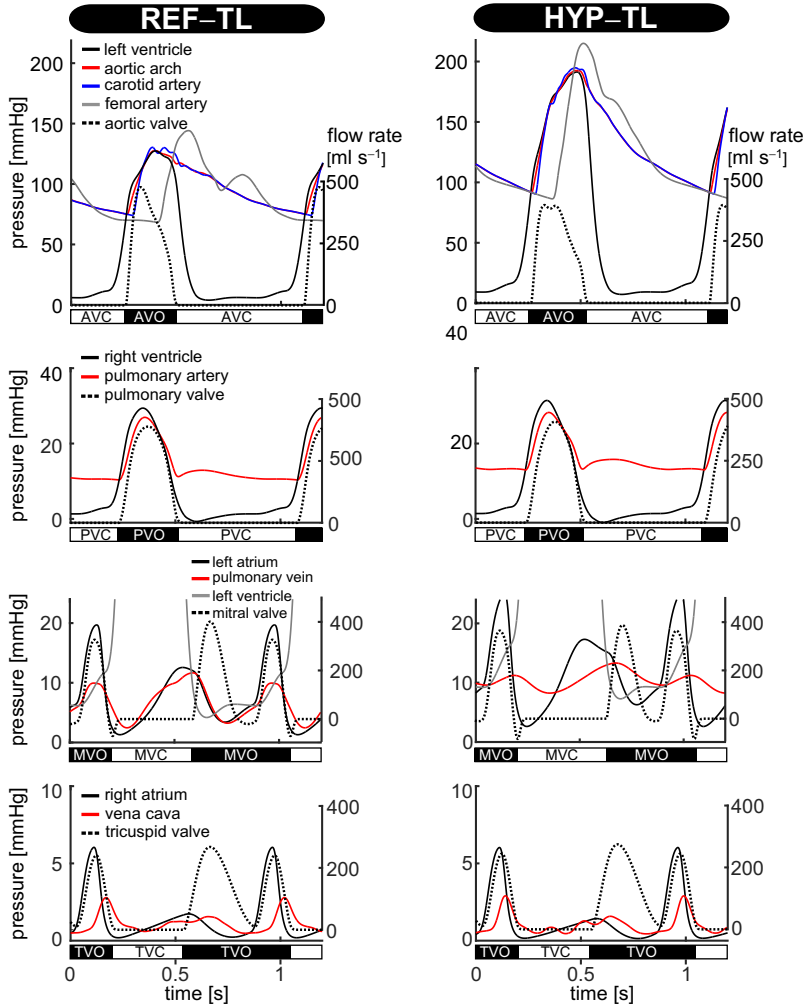 REF–TL
HYP–TL
left ventricle
aortic arch
carotid artery
femoral artery
aortic valve
flow rate
[ml s⁻¹]
flow rate
[ml s⁻¹]
pressure [mmHg]
200
150
100
50
0
500
250
0
200
150
100
50
0
500
250
0
AVC AVO AVC
AVC AVO AVC
40
right ventricle
pulmonary artery
pulmonary valve
pressure [mmHg]
40
20
0
500
500
0
20
0
500
250
0
PVC PVO PVC
PVC PVO PVC
left atrium
pulmonary vein
left ventricle
mitral valve
pressure [mmHg]
20
10
0
400
200
0
20
10
0
400
200
0
MVO MVC MVO
MVO MVC MVO
right atrium
vena cava
tricuspid valve
pressure [mmHg]
10
5
0
400
200
0
10
5
0
400
200
0
TVO TVC TVO
TVO TVC TVO
0 0.5 1
0 0.5 1
time [s]
time [s]